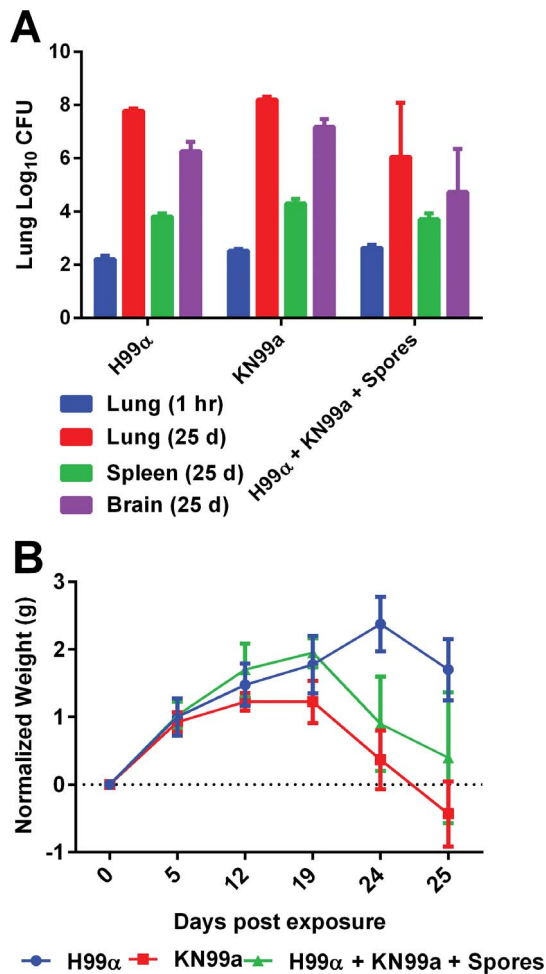 A
10
8
6
4
2
0
Lung Log10 CFU
H99α
KN99a
H99α + KN99a + Spores
Lung (1 hr)
Lung (25 d)
Spleen (25 d)
Brain (25 d)
B
3
2
1
0
-1
Normalized Weight (g)
0 5 12 19 24 25
Days post exposure
H99α KN99a H99α + KN99a + Spores